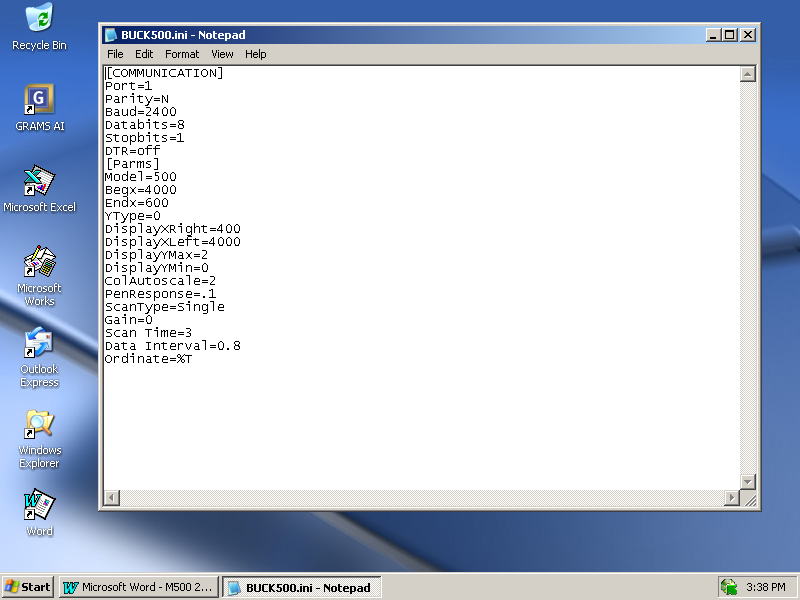 Recycle Bin
GRAMS AI
Microsoft Excel
Microsoft
Works
Outlook
Express
Windows
Explorer
Word
BUCK500.ini - Notepad
File Edit Format View Help
[COMMUNICATION]
Port=1
Parity=N
Baud=2400
Databits=8
Stopbits=1
DTR=off
[Parms]
Model=500
Begx=4000
Endx=600
YType=0
DisplayXRight=400
DisplayXLeft=4000
DisplayYMax=2
DisplayYMin=0
ColAutoscale=2
PenResponse=.1
ScanType=Single
Gain=0
Scan Time=3
Data Interval=0.8
Ordinate=%T
Start
Microsoft Word - M500 2...
BUCK500.ini - Notepad
3:38 PM